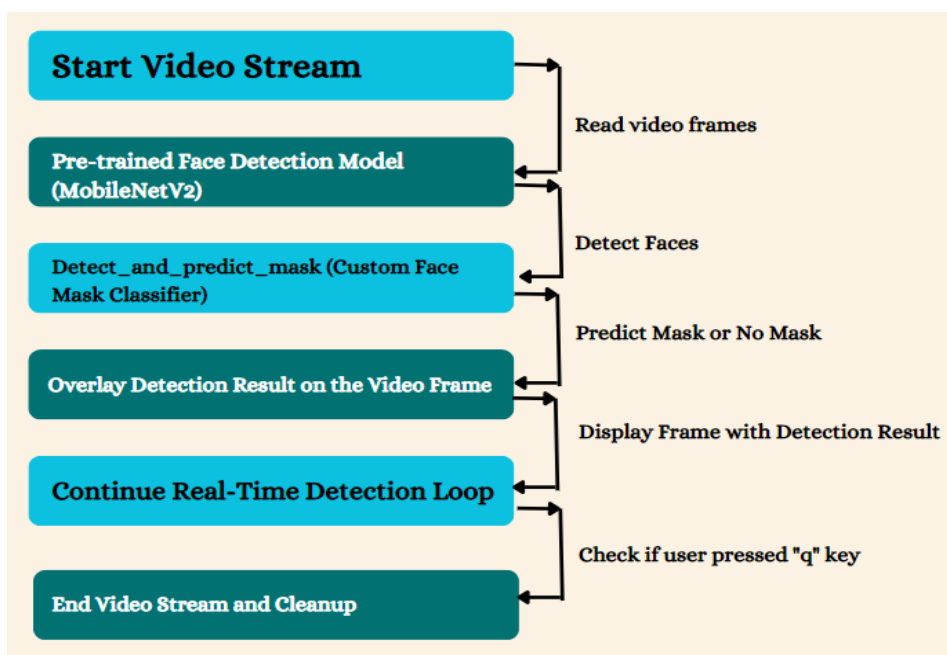 Start Video Stream
Read video frames
Pre-trained Face Detection Model
(MobileNetV2)
Detect Faces
Detect_and_predict_mask (Custom Face
Mask Classifier)
Predict Mask or No Mask
Overlay Detection Result on the Video Frame
Display Frame with Detection Result
Continue Real-Time Detection Loop
Check if user pressed "q" key
End Video Stream and Cleanup